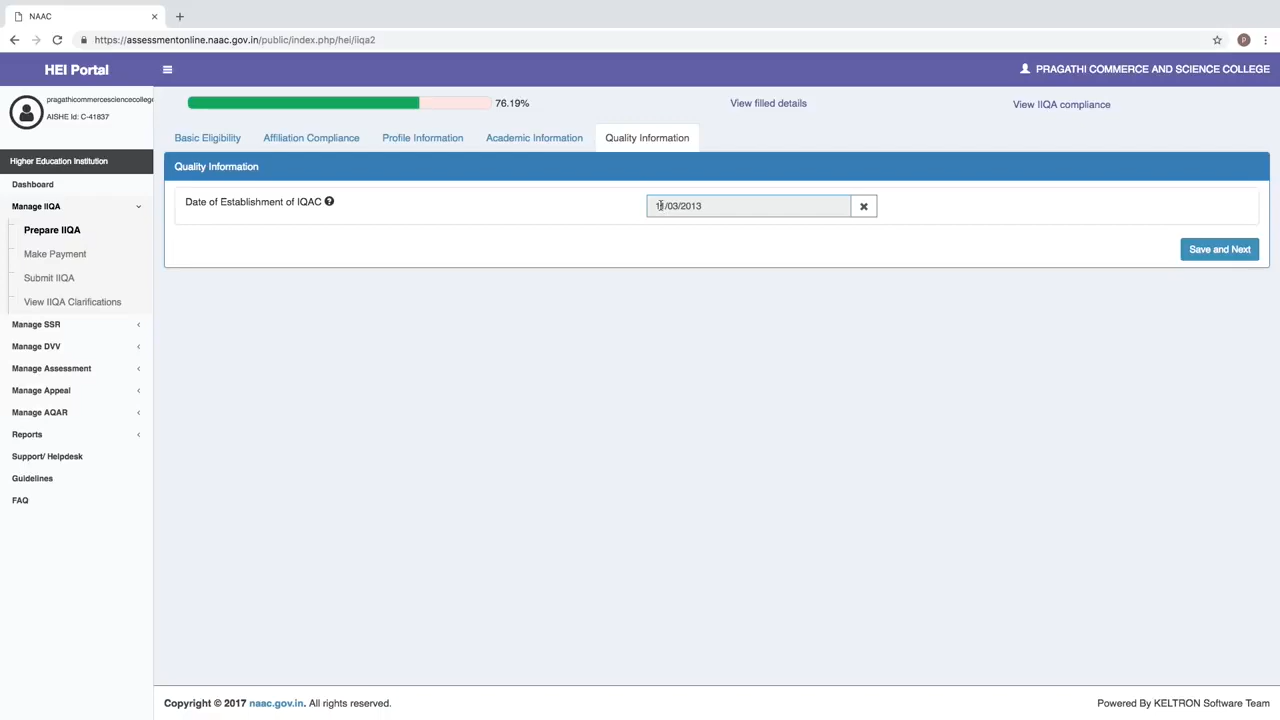 NAAC
https://assessmentonline.naac.gov.in/public/index.php/hei/iiqa2
P
HEI Portal
PRAGATHI COMMERCE AND SCIENCE COLLEGE
pragathicommercesciencecollege
AISHE Id: C-41837
76.19%
View filled details
View IIQA compliance
Basic Eligibility
Affiliation Compliance
Profile Information
Academic Information
Quality Information
Higher Education Institution
Dashboard
Manage IIQA
Prepare IIQA
Make Payment
Submit IIQA
View IIQA Clarifications
Manage SSR
Manage DVV
Manage Assessment
Manage Appeal
Manage AQAR
Reports
Support/ Helpdesk
Guidelines
FAQ
Quality Information
Date of Establishment of IQAC
Save and Next
Copyright © 2017 naac.gov.in. All rights reserved.
Powered By KELTRON Software Team